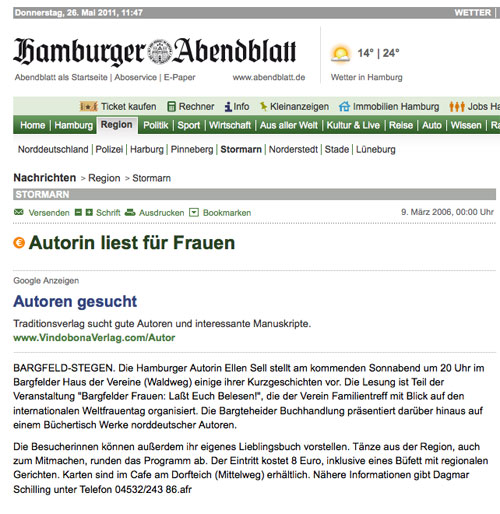 Donnerstag, 26. Mai 2011, 11:47 WETTER
Hamburger Abendblatt
14° | 24°
Abendblatt als Startseite | Aboservice | E-Paper www.abendblatt.de Wetter in Hamburg
Ticket kaufen Rechner Info Kleinanzeigen Immobilien Hamburg Jobs Ha
Home | Hamburg Region Politik | Sport | Wirtschaft | Aus aller Welt | Kultur & Live | Reise | Auto | Wissen | Ra
Norddeutschland | Polizei | Harburg | Pinneberg | Stormarn | Norderstedt | Stade | Lüneburg
Nachrichten > Region > Stormarn
STORMARN
Versenden Schrift Ausdrucken Bookmarken 9. März 2006, 00:00 Uhr
€ Autorin liest für Frauen
Google Anzeigen
Autoren gesucht
Traditionsverlag sucht gute Autoren und interessante Manuskripte.
www.VindobonaVerlag.com/Autor
BARGFELD-STEGEN. Die Hamburger Autorin Ellen Sell stellt am kommenden Sonnabend um 20 Uhr im
Bargfelder Haus der Vereine (Waldweg) einige ihrer Kurzgeschichten vor. Die Lesung ist Teil der
Veranstaltung "Bargfelder Frauen: Laßt Euch Belesen!", die der Verein Familientreff mit Blick auf den
internationalen Weltfrauentag organisiert. Die Bargteheider Buchhandlung präsentiert darüber hinaus auf
einem Büchertisch Werke norddeutscher Autoren.
Die Besucherinnen können außerdem ihr eigenes Lieblingsbuch vorstellen. Tänze aus der Region, auch
zum Mitmachen, runden das Programm ab. Der Eintritt kostet 8 Euro, inklusive eines Büfett mit regionalen
Gerichten. Karten sind im Cafe am Dorfteich (Mittelweg) erhältlich. Nähere Informationen gibt Dagmar
Schilling unter Telefon 04532/243 86.afr